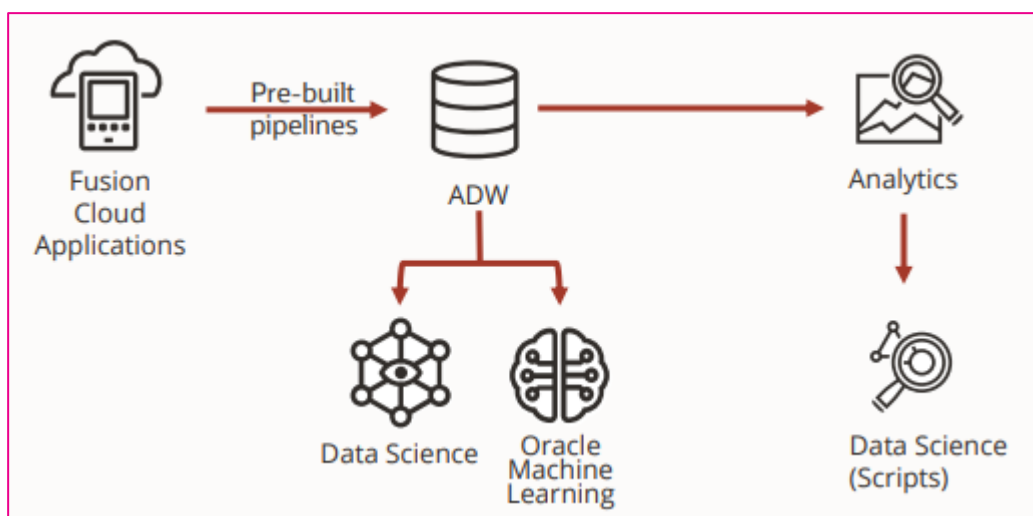 Pre-built
pipelines
Fusion
Cloud
Applications
ADW
Analytics
Data Science
Oracle
Machine
Learning
Data Science
(Scripts)